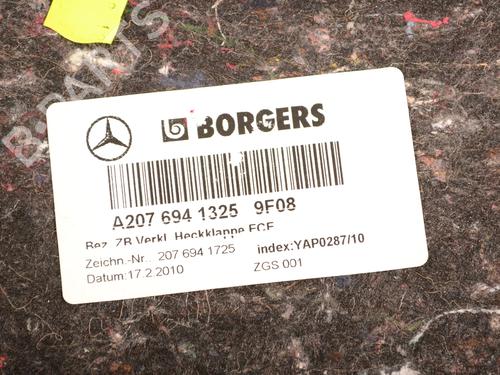 B-PARTS
BORGERS
A207 694 1325 9F08
Bez. ZB Verkl. Heckklappe ECE
Zeichn.-Nr.: 207 694 1725 index:YAP0287/10
Datum:17.2.2010 ZGS 001